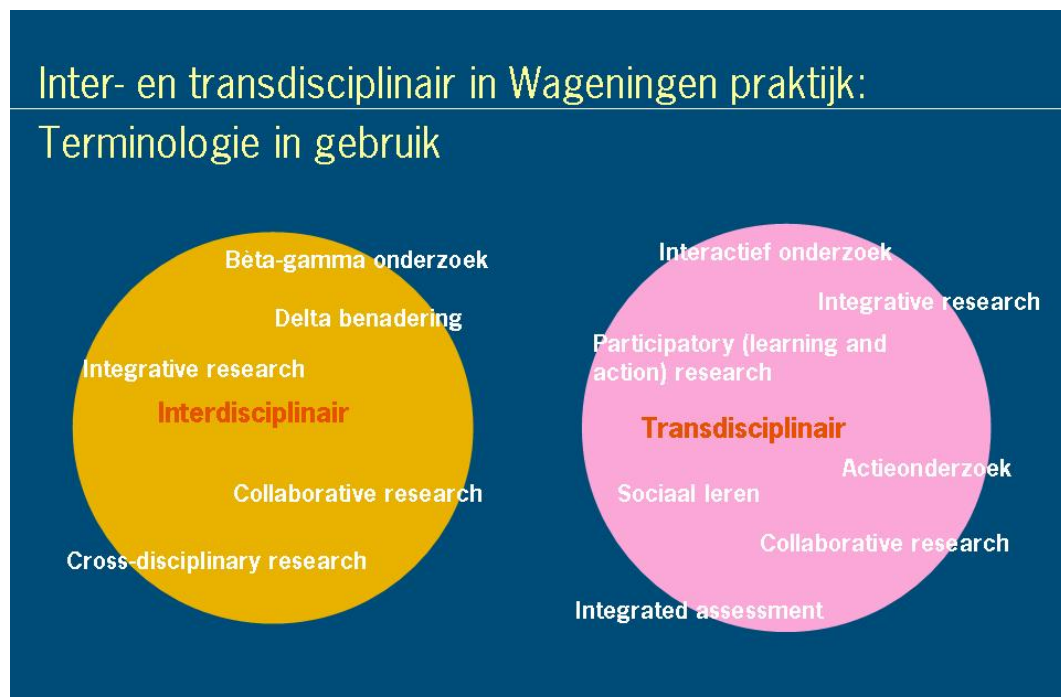 Inter- en transdisciplinair in Wageningen praktijk:
Terminologie in gebruik
Bèta-gamma onderzoek
Delta benadering
Integrative research
Interdisciplinair
Collaborative research
Cross-disciplinary research
Interactief onderzoek
Integrative research
Participatory (learning and
action) research
Transdisciplinair
Actieonderzoek
Sociaal leren
Collaborative research
Integrated assessment